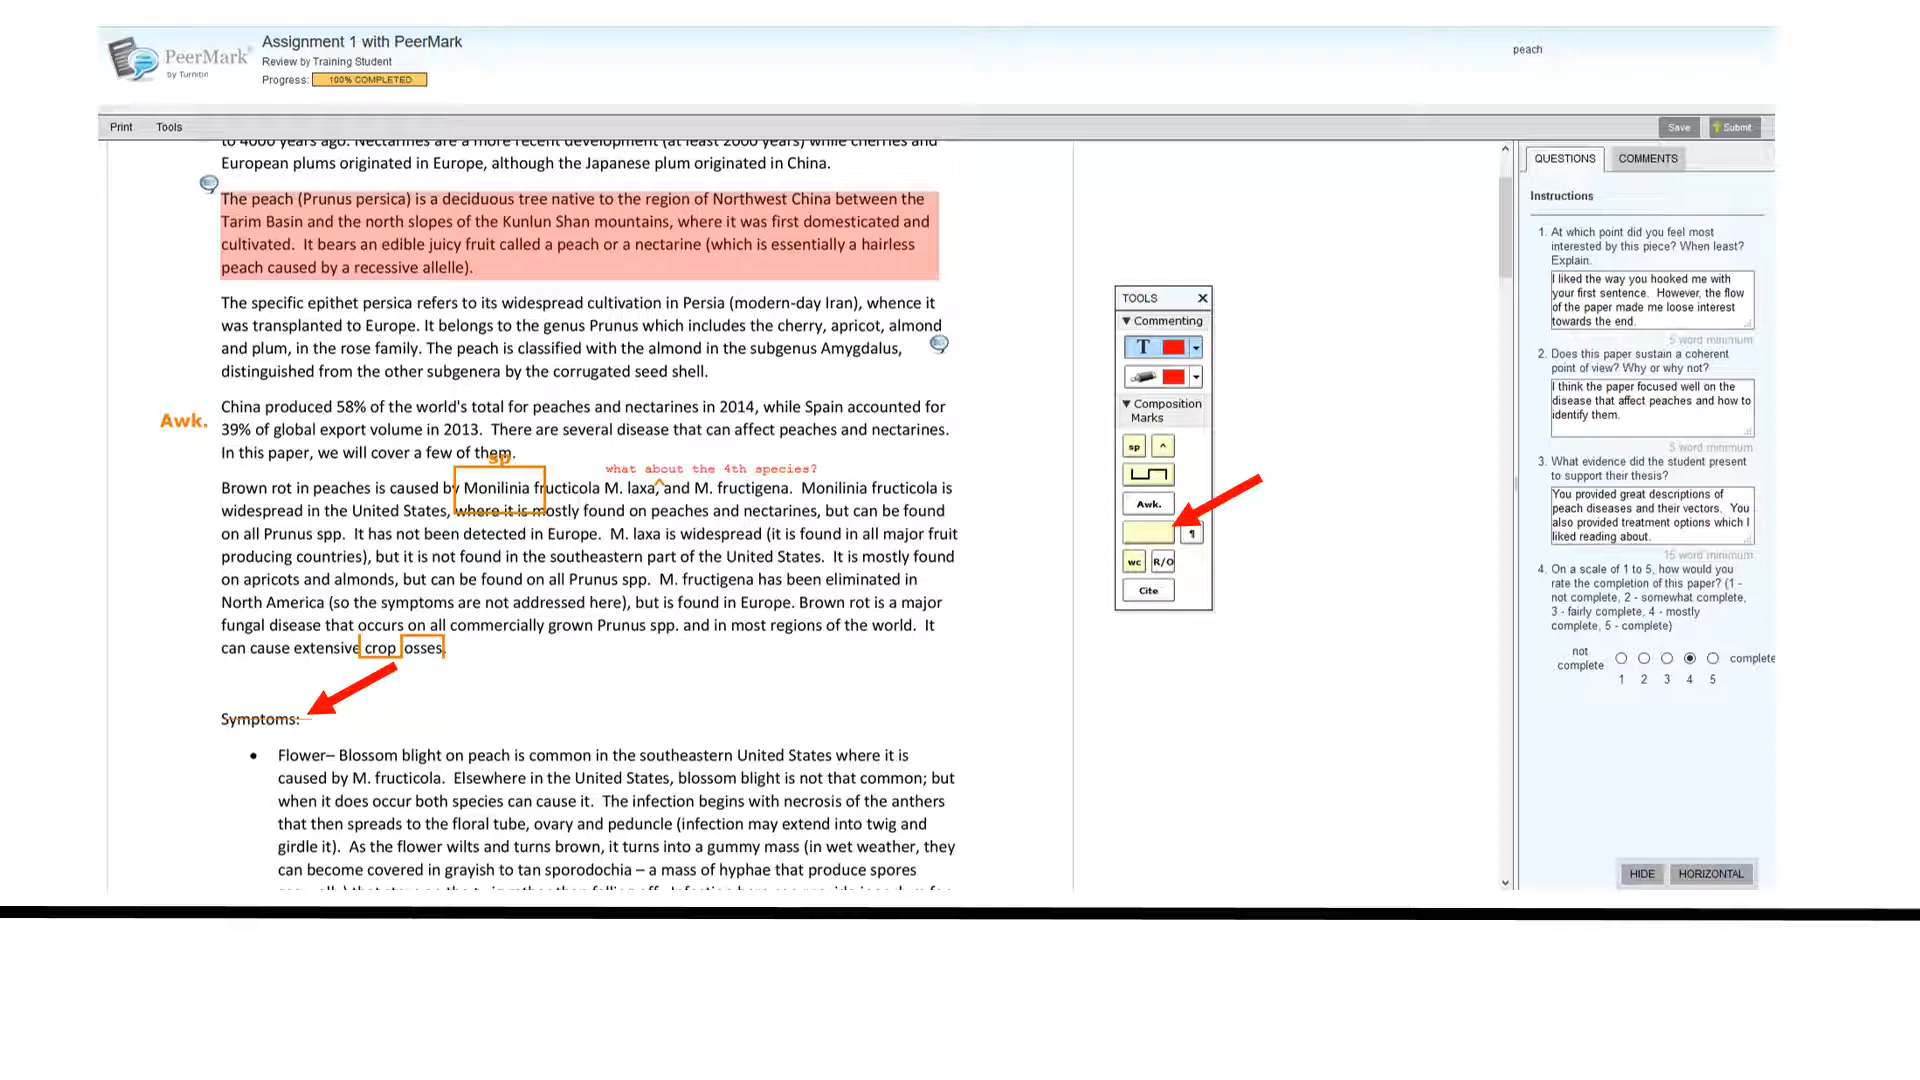 PeerMark
by Turnitin
Assignment 1 with PeerMark
Review by Training Student
Progress: 100% COMPLETED
peach
Print Tools
Save Submit
to 4000 years ago. Nectarines are a more recent development (at least 2000 years) while cherries and
European plums originated in Europe, although the Japanese plum originated in China.
The peach (Prunus persica) is a deciduous tree native to the region of Northwest China between the
Tarim Basin and the north slopes of the Kunlun Shan mountains, where it was first domesticated and
cultivated. It bears an edible juicy fruit called a peach or a nectarine (which is essentially a hairless
peach caused by a recessive allelle).
The specific epithet persica refers to its widespread cultivation in Persia (modern-day Iran), whence it
was transplanted to Europe. It belongs to the genus Prunus which includes the cherry, apricot, almond
and plum, in the rose family. The peach is classified with the almond in the subgenus Amygdalus,
distinguished from the other subgenera by the corrugated seed shell.
Awk.
China produced 58% of the world's total for peaches and nectarines in 2014, while Spain accounted for
39% of global export volume in 2013. There are several disease that can affect peaches and nectarines.
In this paper, we will cover a few of them.
sp
what about the 4th species?
Brown rot in peaches is caused by Monilinia fructicola M. laxa, and M. fructigena. Monilinia fructicola is
widespread in the United States, where it is mostly found on peaches and nectarines, but can be found
on all Prunus spp. It has not been detected in Europe. M. laxa is widespread (it is found in all major fruit
producing countries), but it is not found in the southeastern part of the United States. It is mostly found
on apricots and almonds, but can be found on all Prunus spp. M. fructigena has been eliminated in
North America (so the symptoms are not addressed here), but is found in Europe. Brown rot is a major
fungal disease that occurs on all commercially grown Prunus spp. and in most regions of the world. It
can cause extensive crop osses.
Symptoms:
• Flower– Blossom blight on peach is common in the southeastern United States where it is
caused by M. fructicola. Elsewhere in the United States, blossom blight is not that common; but
when it does occur both species can cause it. The infection begins with necrosis of the anthers
that then spreads to the floral tube, ovary and peduncle (infection may extend into twig and
girdle it). As the flower wilts and turns brown, it turns into a gummy mass (in wet weather, they
can become covered in grayish to tan sporodochia – a mass of hyphae that produce spores
TOOLS X
Commenting
T
Composition
Marks
sp ^
Awk.
¶
wc R/O
Cite
QUESTIONS COMMENTS
Instructions
1. At which point did you feel most
interested by this piece? When least?
Explain.
I liked the way you hooked me with
your first sentence. However, the flow
of the paper made me loose interest
towards the end.
5 word minimum
2. Does this paper sustain a coherent
point of view? Why or why not?
I think the paper focused well on the
disease that affect peaches and how to
identify them.
5 word minimum
3. What evidence did the student present
to support their thesis?
You provided great descriptions of
peach diseases and their vectors. You
also provided treatment options which I
liked reading about.
15 word minimum
4. On a scale of 1 to 5, how would you
rate the completion of this paper? (1 -
not complete, 2 - somewhat complete,
3 - fairly complete, 4 - mostly
complete, 5 - complete)
not
complete
complete
1 2 3 4 5
HIDE HORIZONTAL